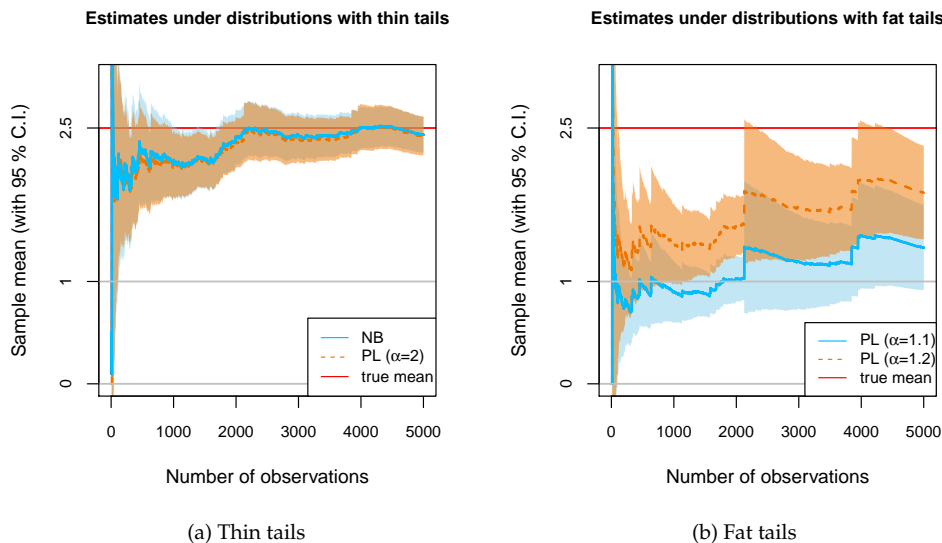 Estimates under distributions with thin tails
Sample mean (with 95 % C.I.)
2.5
1
0
NB
PL (α=2)
true mean
0 1000 2000 3000 4000 5000
Number of observations
(a) Thin tails
Estimates under distributions with fat tails
Sample mean (with 95 % C.I.)
2.5
1
0
PL (α=1.1)
PL (α=1.2)
true mean
0 1000 2000 3000 4000 5000
Number of observations
(b) Fat tails